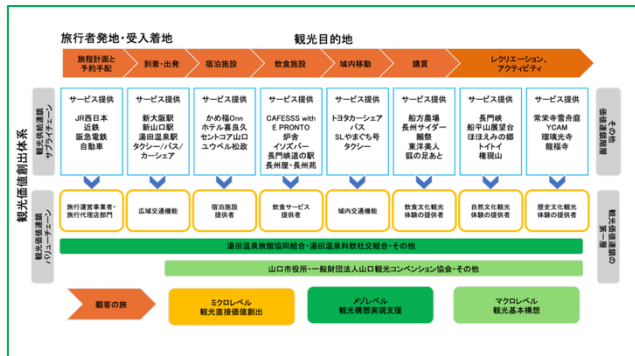 旅行者発地・受入着地
観光目的地
旅程計画と
予約手配
到着・出発
宿泊施設
飲食施設
域内移動
購買
レクリエーション、
アクティビティ
観光価値創出体系
観光供給連鎖
サプライチェーン
サービス提供
JR西日本
近鉄
阪急電鉄
自動車
サービス提供
新大阪駅
新山口駅
湯田温泉駅
タクシー/バス/
カーシェア
サービス提供
かめ福Onn
ホテル喜良久
セントコア山口
ユウベル松政
サービス提供
CAFESSS with
E PRONTO
炉舎
イソズバー
長門峡道の駅
長州屋・長州苑
サービス提供
トヨタカーシェア
バス
SLやまぐち号
タクシー
サービス提供
船方農場
長州サイダー
獺祭
東洋美人
狐の足あと
サービス提供
長門峡
船平山展望台
ほほえみの郷
トイトイ
権現山
サービス提供
常栄寺雪舟庭
YCAM
瑠璃光寺
龍福寺
その他
価値連鎖階層
観光価値連鎖
バリューチェーン
旅行運営事業者・
旅行代理店部門
広域交通機能
宿泊施設
提供者
飲食サービス
提供者
域内交通機能
飲食文化観光
体験の提供者
自然文化観光
体験の提供者
歴史文化観光
体験の提供者
観光価値連鎖の
第一層
湯田温泉旅館協同組合・湯田温泉料飲社交組合・その他
山口市役所・一般財団法人山口観光コンベンション協会・その他
顧客の旅
ミクロレベル
観光直接価値創出
メゾレベル
観光構想実現支援
マクロレベル
観光基本構想